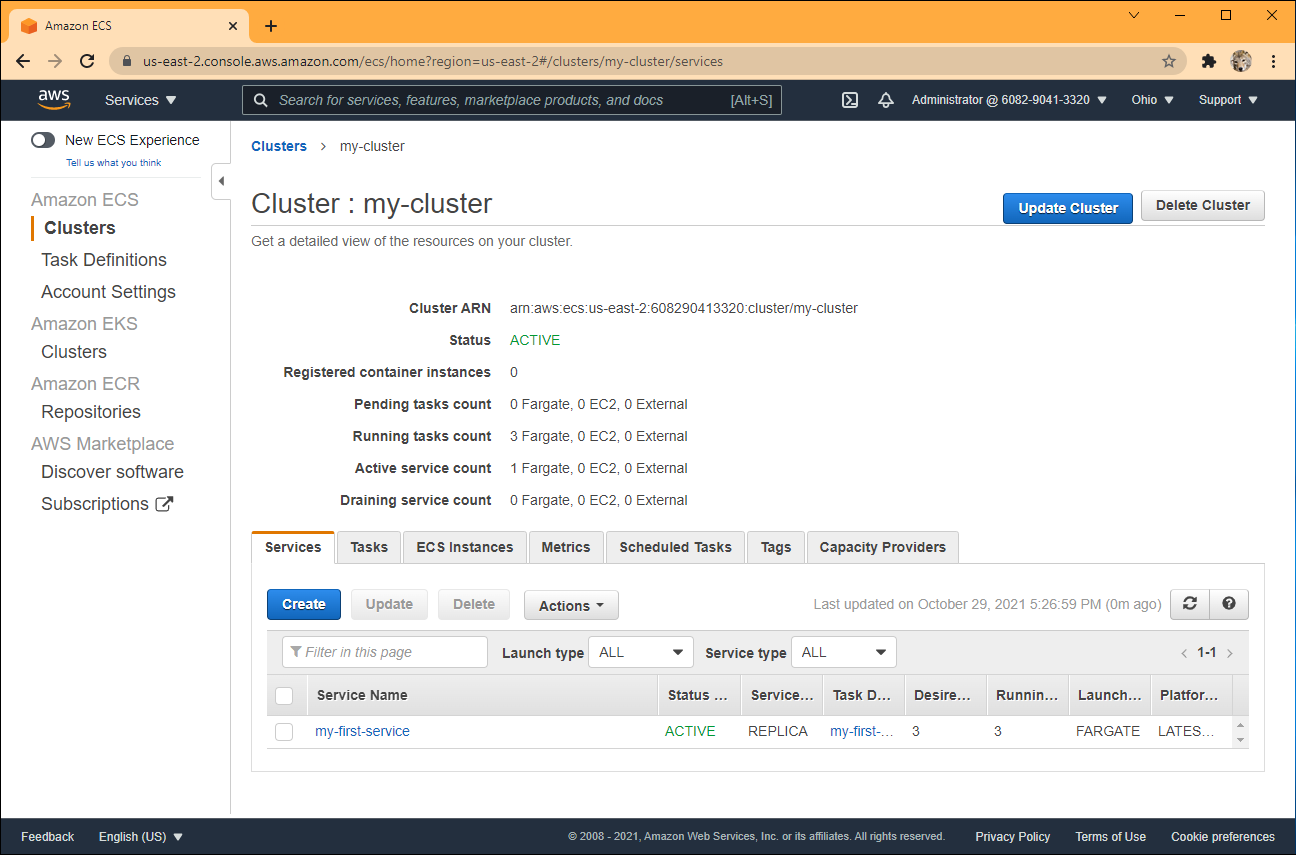 Amazon ECS
us-east-2.console.aws.amazon.com/ecs/home?region=us-east-2#/clusters/my-cluster/services
aws Services Search for services, features, marketplace products, and docs [Alt+S] Administrator @ 6082-9041-3320 Ohio Support
New ECS Experience
Tell us what you think
Amazon ECS
Clusters
Task Definitions
Account Settings
Amazon EKS
Clusters
Amazon ECR
Repositories
AWS Marketplace
Discover software
Subscriptions
Clusters > my-cluster
Cluster : my-cluster
Update Cluster Delete Cluster
Get a detailed view of the resources on your cluster.
Cluster ARN arn:aws:ecs:us-east-2:608290413320:cluster/my-cluster
Status ACTIVE
Registered container instances 0
Pending tasks count 0 Fargate, 0 EC2, 0 External
Running tasks count 3 Fargate, 0 EC2, 0 External
Active service count 1 Fargate, 0 EC2, 0 External
Draining service count 0 Fargate, 0 EC2, 0 External
Services Tasks ECS Instances Metrics Scheduled Tasks Tags Capacity Providers
Create Update Delete Actions Last updated on October 29, 2021 5:26:59 PM (0m ago)
Filter in this page Launch type ALL Service type ALL < 1-1 >
Service Name Status ... Service... Task D... Desire... Runnin... Launch... Platfor...
my-first-service ACTIVE REPLICA my-first-... 3 3 FARGATE LATES...
Feedback English (US) © 2008 - 2021, Amazon Web Services, Inc. or its affiliates. All rights reserved. Privacy Policy Terms of Use Cookie preferences